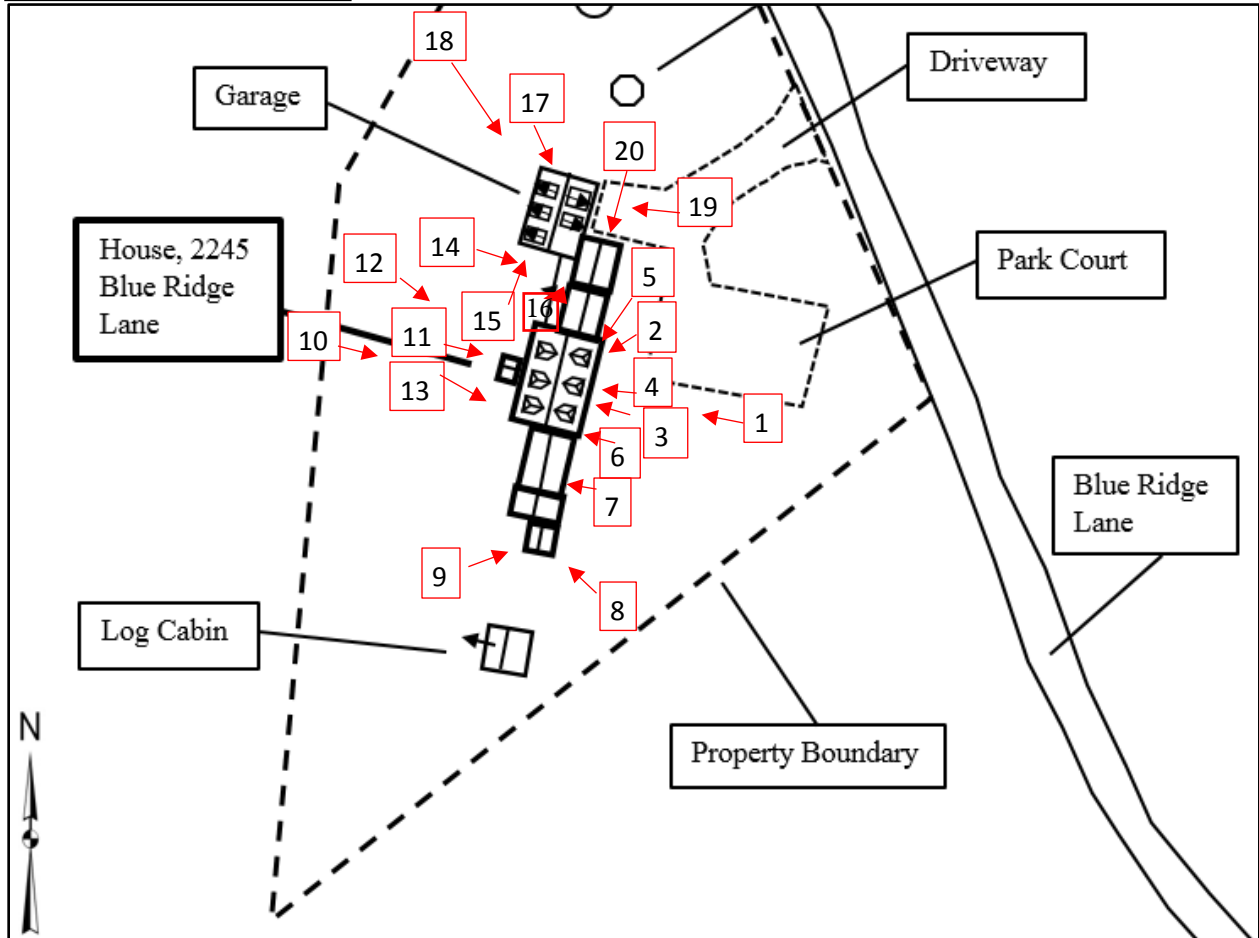 18
Driveway
Garage
17
20
19
House, 2245
Blue Ridge
Lane
14
12
5
Park Court
16
15
2
10
11
4
13
3
1
6
7
Blue Ridge
Lane
9
8
Log Cabin
N
Property Boundary